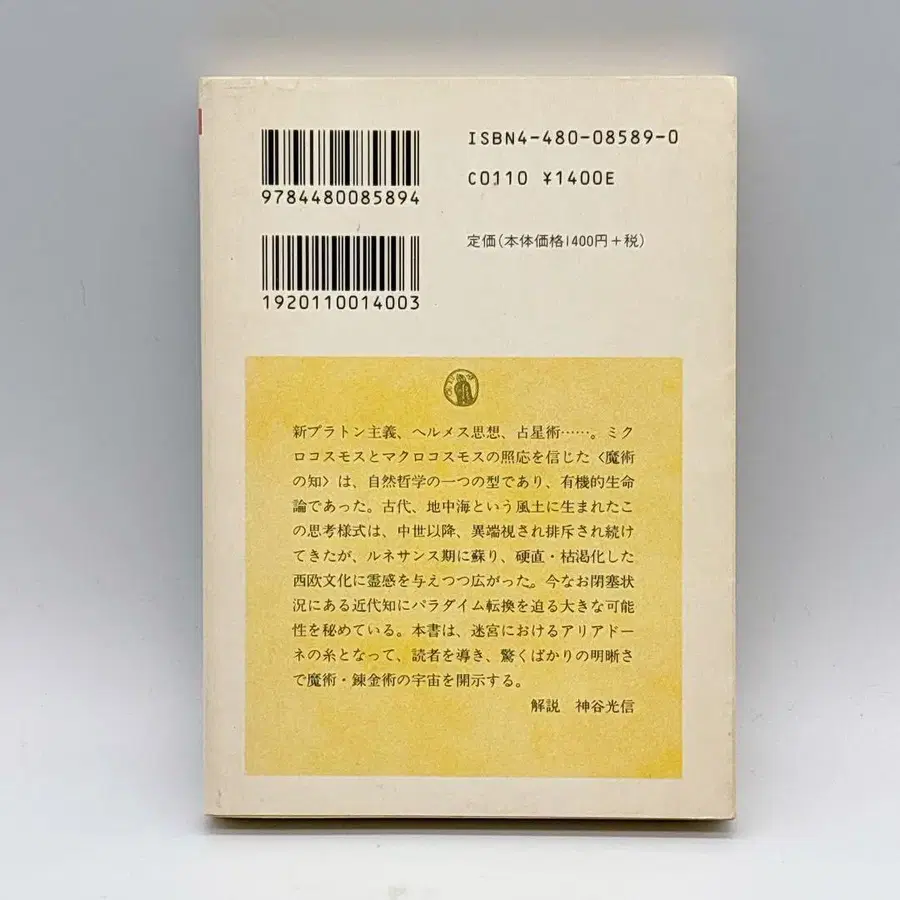 ISBN4-480-08589-0
9784480085894
C0110 ¥1400E
定価(本体価格1400円+税)
1920110014003
新プラトン主義、ヘルメス思想、占星術……。ミク
ロコスモスとマクロコスモスの照応を信じた〈魔術
の知〉は、自然哲学の一つの型であり、有機的生命
論であった。古代、地中海という風土に生まれたこ
の思考様式は、中世以降、異端視され排斥され続け
てきたが、ルネサンス期に蘇り、硬直・枯渇化した
西欧文化に霊感を与えつつ広がった。今なお閉塞状
況にある近代知にパラダイム転換を迫る大きな可能
性を秘めている。本書は、迷宮におけるアリアドー
ネの糸となって、読者を導き、驚くばかりの明晰さ
で魔術・錬金術の宇宙を開示する。
解説 神谷光信